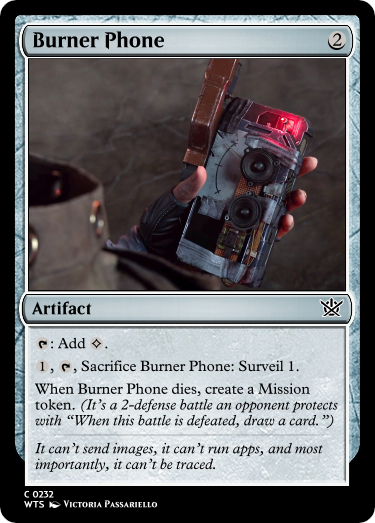 Burner Phone 2
Artifact
: Add .
1, , Sacrifice Burner Phone: Surveil 1.
When Burner Phone dies, create a Mission
token. (It's a 2-defense battle an opponent protects
with “When this battle is defeated, draw a card.”)
It can't send images, it can't run apps, and most
importantly, it can't be traced.
C 0232
WTS Victoria Passariello